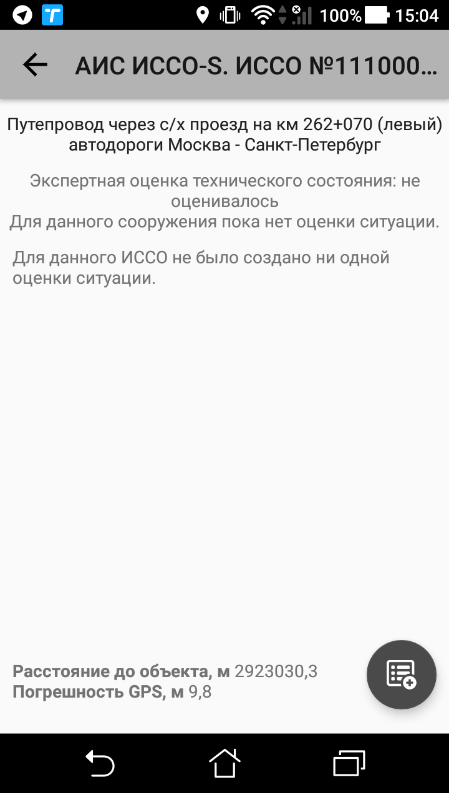 100% 15:04
АИС ИССО-S. ИССО №111000...
Путепровод через с/х проезд на км 262+070 (левый)
автодороги Москва - Санкт-Петербург
Экспертная оценка технического состояния: не
оценивалось
Для данного сооружения пока нет оценки ситуации.
Для данного ИССО не было создано ни одной
оценки ситуации.
Расстояние до объекта, м 2923030,3
Погрешность GPS, м 9,8